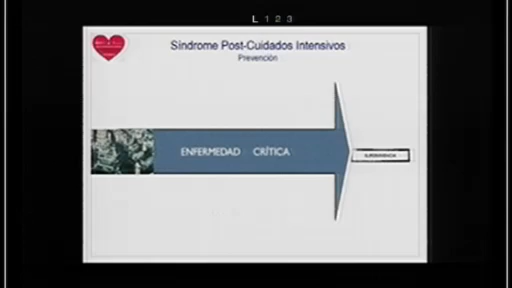 L 1 2 3
Síndrome Post-Cuidados Intensivos
Prevención
ENFERMEDAD CRÍTICA
SUPERVIVENCIA